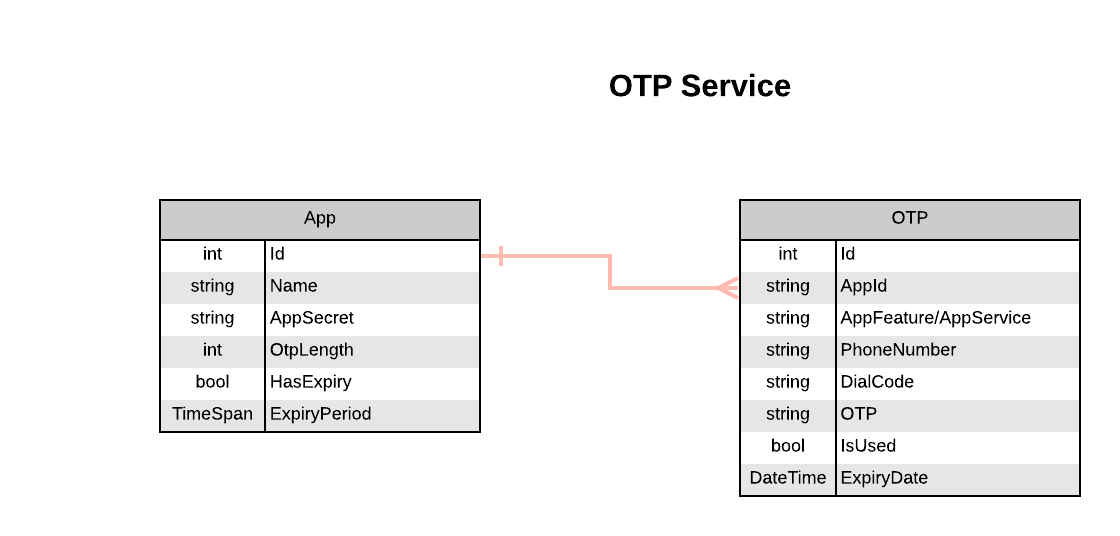 OTP Service
App
int Id
string Name
string AppSecret
int OtpLength
bool HasExpiry
TimeSpan ExpiryPeriod
OTP
int Id
string AppId
string AppFeature/AppService
string PhoneNumber
string DialCode
string OTP
bool IsUsed
DateTime ExpiryDate